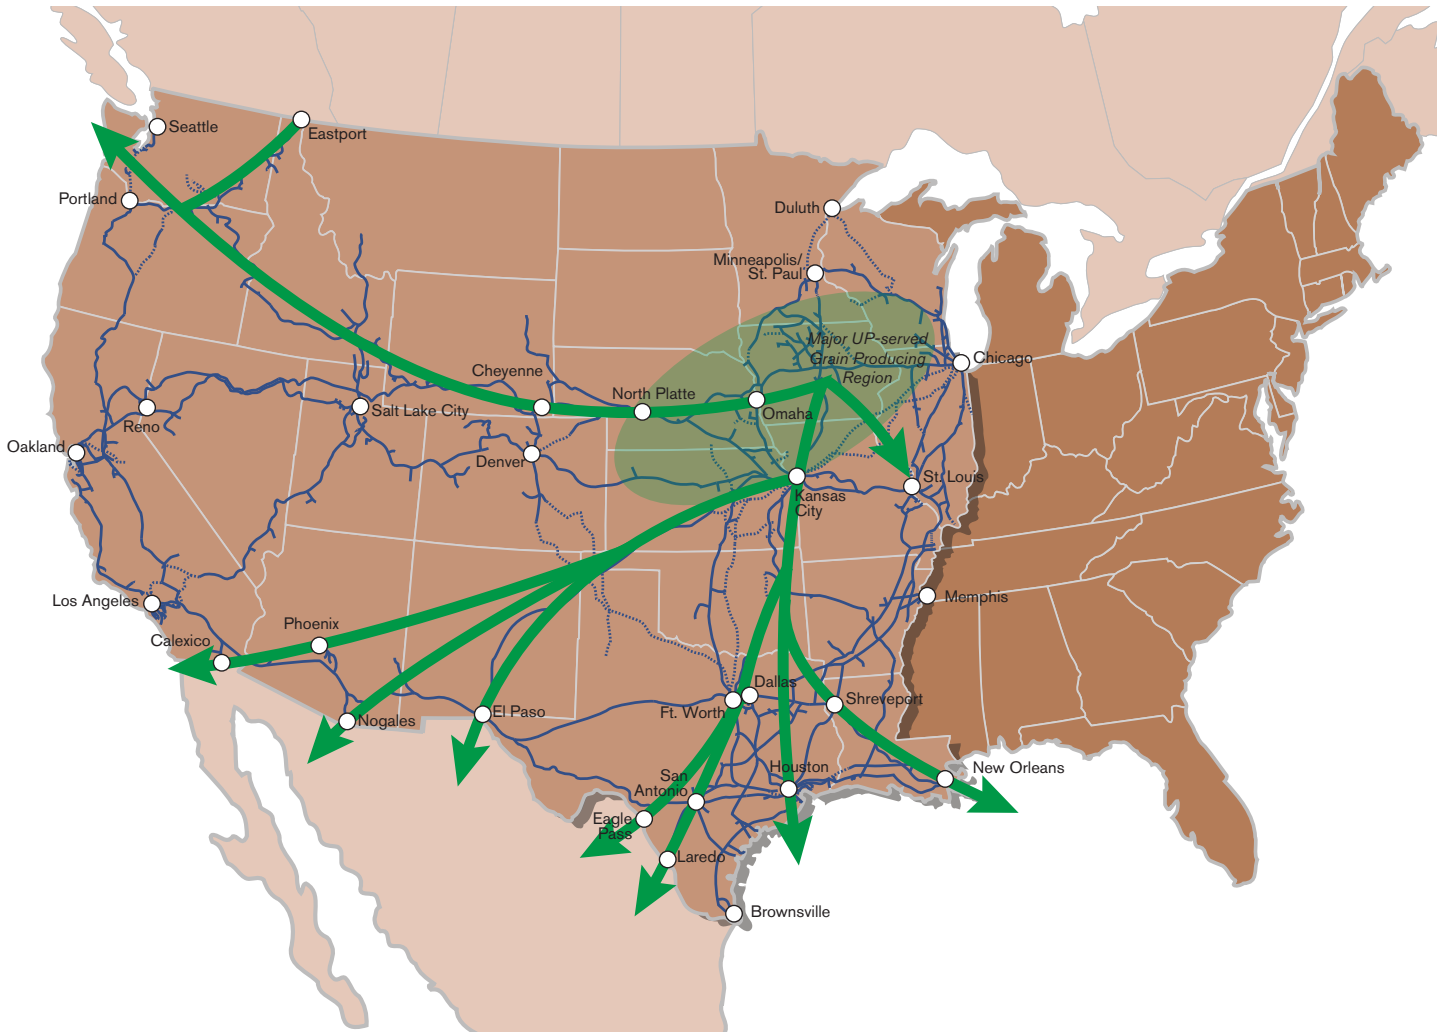 Seattle
Eastport
Portland
Duluth
Minneapolis/
St. Paul
Major UP-served
Grain Producing
Region
Chicago
Cheyenne
North Platte
Omaha
Salt Lake City
Reno
Oakland
Denver
St. Louis
Kansas
City
Los Angeles
Memphis
Phoenix
Calexico
Dallas
Shreveport
Ft. Worth
El Paso
Nogales
Houston
New Orleans
San
Antonio
Eagle
Pass
Laredo
Brownsville